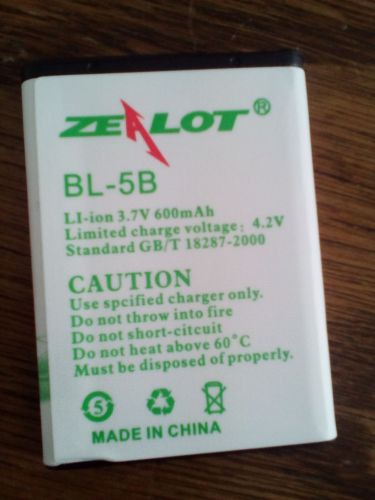 ZEALOT®
BL-5B
LI-ion 3.7V 600mAh
Limited charge voltage: 4.2V
Standard GB/T 18287-2000
CAUTION
Use spcified charger only.
Do not throw into fire
Do not short-citcuit
Do not heat above 60°C
Must be disposed of properly.
5
MADE IN CHINA